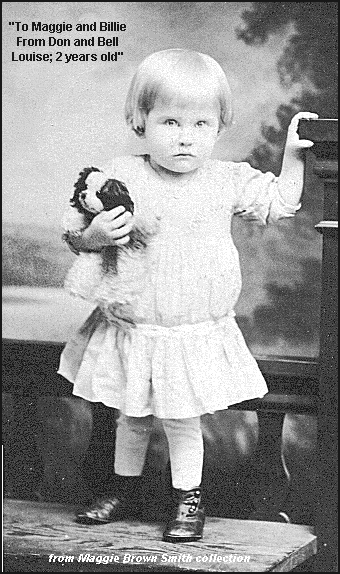 "To Maggie and Billie
From Don and Bell
Louise; 2 years old"
from Maggie Brown Smith collection